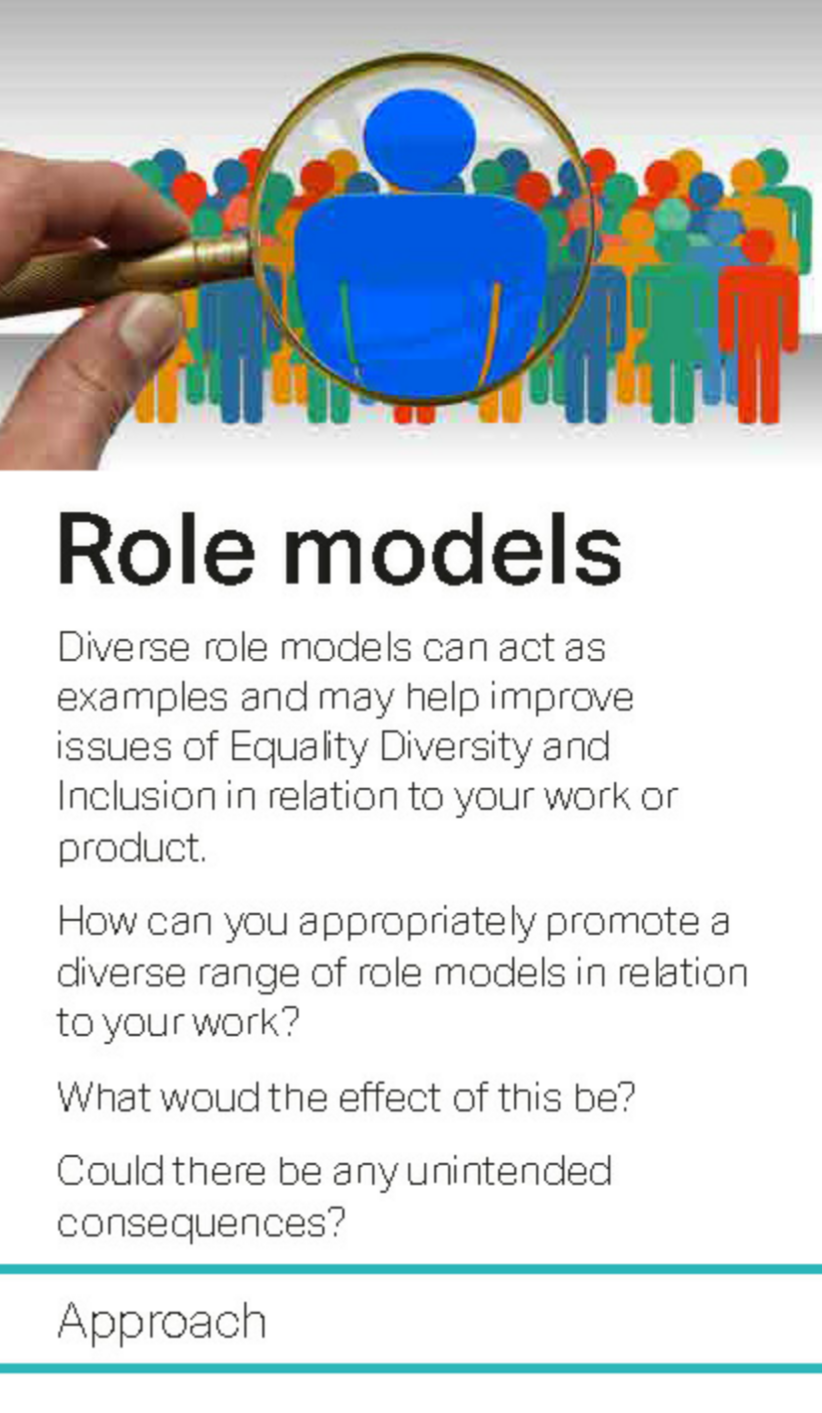 Role models
Diverse role models can act as
examples and may help improve
issues of Equality Diversity and
Inclusion in relation to your work or
product.
How can you appropriately promote a
diverse range of role models in relation
to your work?
What woud the effect of this be?
Could there be any unintended
consequences?
Approach